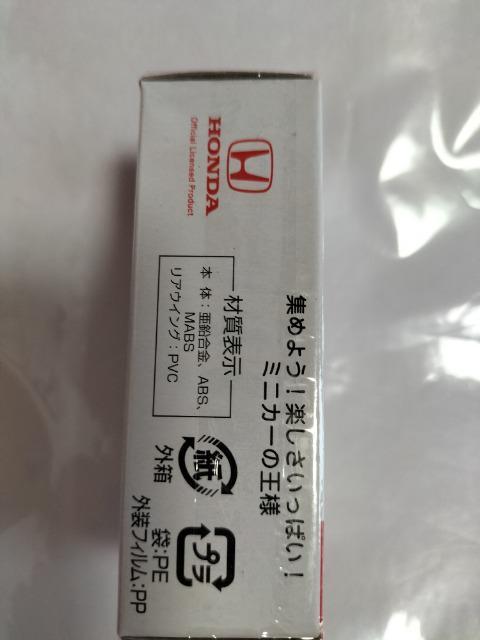 集めよう！楽しさいっぱい！
ミニカーの王様
HONDA
Official Licensed Product
材質表示
本 体：亜鉛合金、ABS、
MABS
リアウイング：PVC
紙
外箱
プラ
袋:PE
外装フィルム:PP